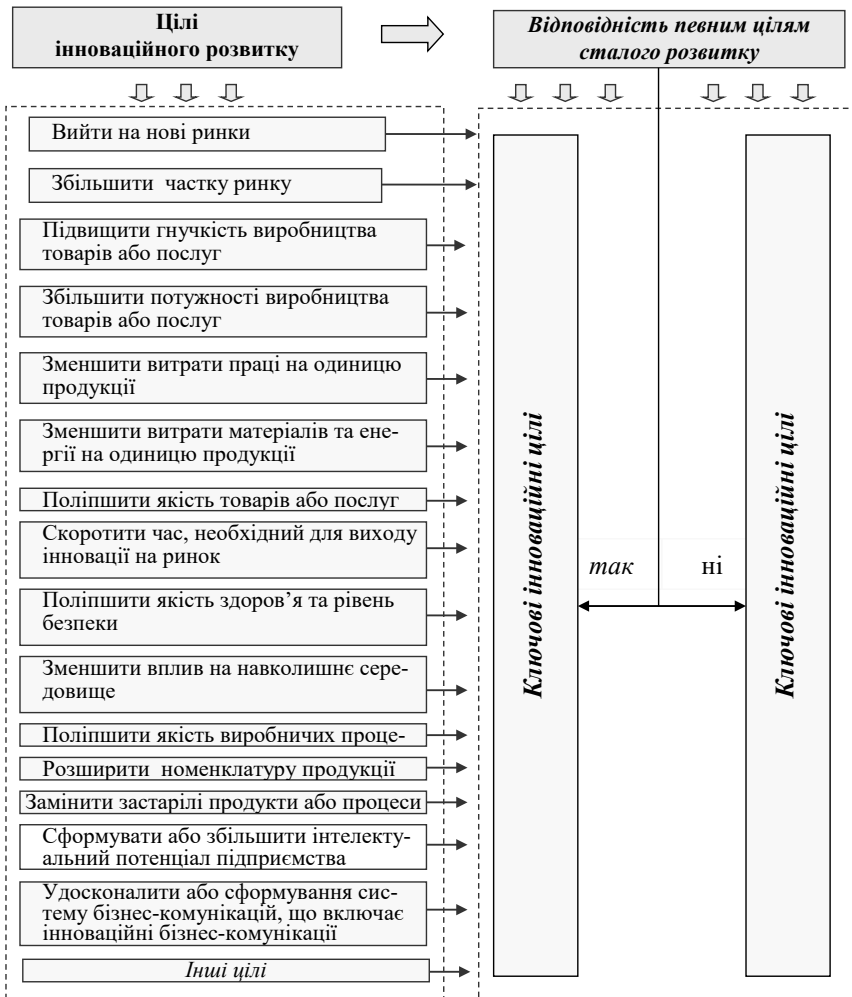 Цілі
інноваційного розвитку
Відповідність певним цілям
сталого розвитку
Вийти на нові ринки
Збільшити частку ринку
Підвищити гнучкість виробництва
товарів або послуг
Збільшити потужності виробництва
товарів або послуг
Зменшити витрати праці на одиницю
продукції
Зменшити витрати матеріалів та ене-
ргії на одиницю продукції
Поліпшити якість товарів або послуг
Скоротити час, необхідний для виходу
інновації на ринок
Поліпшити якість здоров’я та рівень
безпеки
Зменшити вплив на навколишнє сере-
довище
Поліпшити якість виробничих проце-
Розширити номенклатуру продукції
Замінити застарілі продукти або процеси
Сформувати або збільшити інтелекту-
альний потенціал підприємства
Удосконалити або сформування сис-
тему бізнес-комунікацій, що включає
інноваційні бізнес-комунікації
Інші цілі
Ключові інноваційні цілі
так
ні
Ключові інноваційні цілі